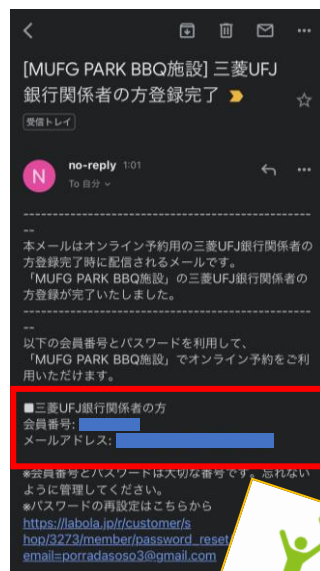 [MUFG PARK BBQ施設] 三菱UFJ
銀行関係者の方登録完了
受信トレイ
N
no-reply 1:01
To 自分
--------------------------------------------------
--
本メールはオンライン予約用の三菱UFJ銀行関係者の
方登録完了時に配信されるメールです。
「MUFG PARK BBQ施設」の三菱UFJ銀行関係者の
方登録が完了いたしました。
--------------------------------------------------
--
以下の会員番号とパスワードを利用して、
「MUFG PARK BBQ施設」でオンライン予約をご利
用いただけます。
■三菱UFJ銀行関係者の方
会員番号:
メールアドレス:
※会員番号とパスワードは大切な番号です。忘れない
ように管理してください。
※パスワードの再設定はこちらから
https://labola.jp/r/customer/s
hop/3273/member/password_reset
email=porradasoso3@gmail.com